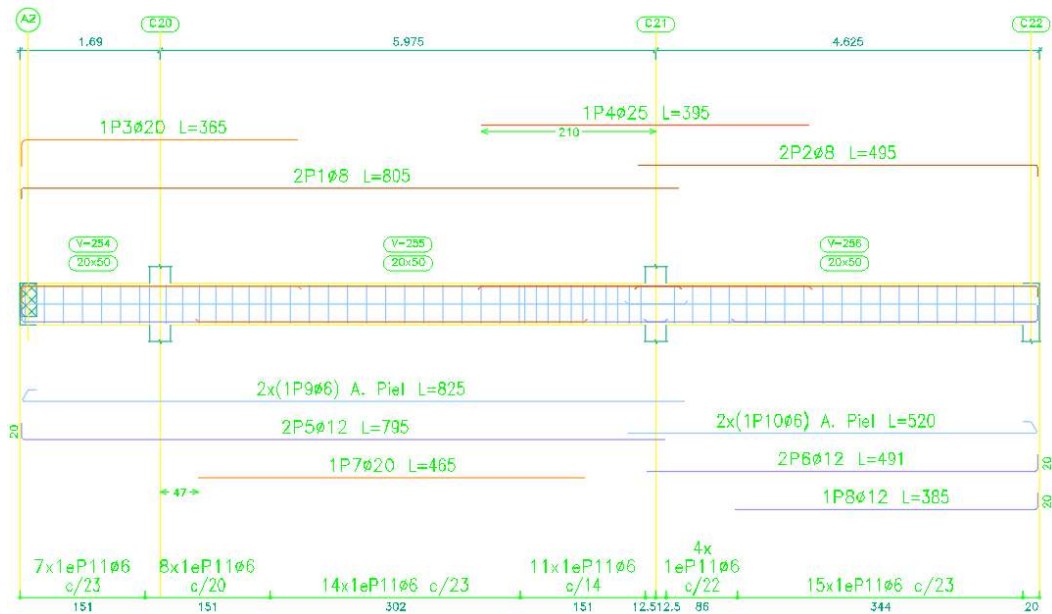 A2 C20 C21 C22
1.69 5.975 4.625
1P4ø25 L=395
1P3ø20 L=365
210
2P2ø8 L=495
2P1ø8 L=805
V-254 V-255 V-256
20x50 20x50 20x50
2x(1P9ø6) A. Piel L=825
2x(1P10ø6) A. Piel L=520
20
2P5ø12 L=795
2P6ø12 L=491
20
1P7ø20 L=465
47
1P8ø12 L=385
20
4x
7x1eP11ø6 8x1eP11ø6 11x1eP11ø6 1eP11ø6
c/23 c/20 14x1eP11ø6 c/23 c/14 c/22 15x1eP11ø6 c/23
151 151 302 151 12.5 12.5 86 344 20